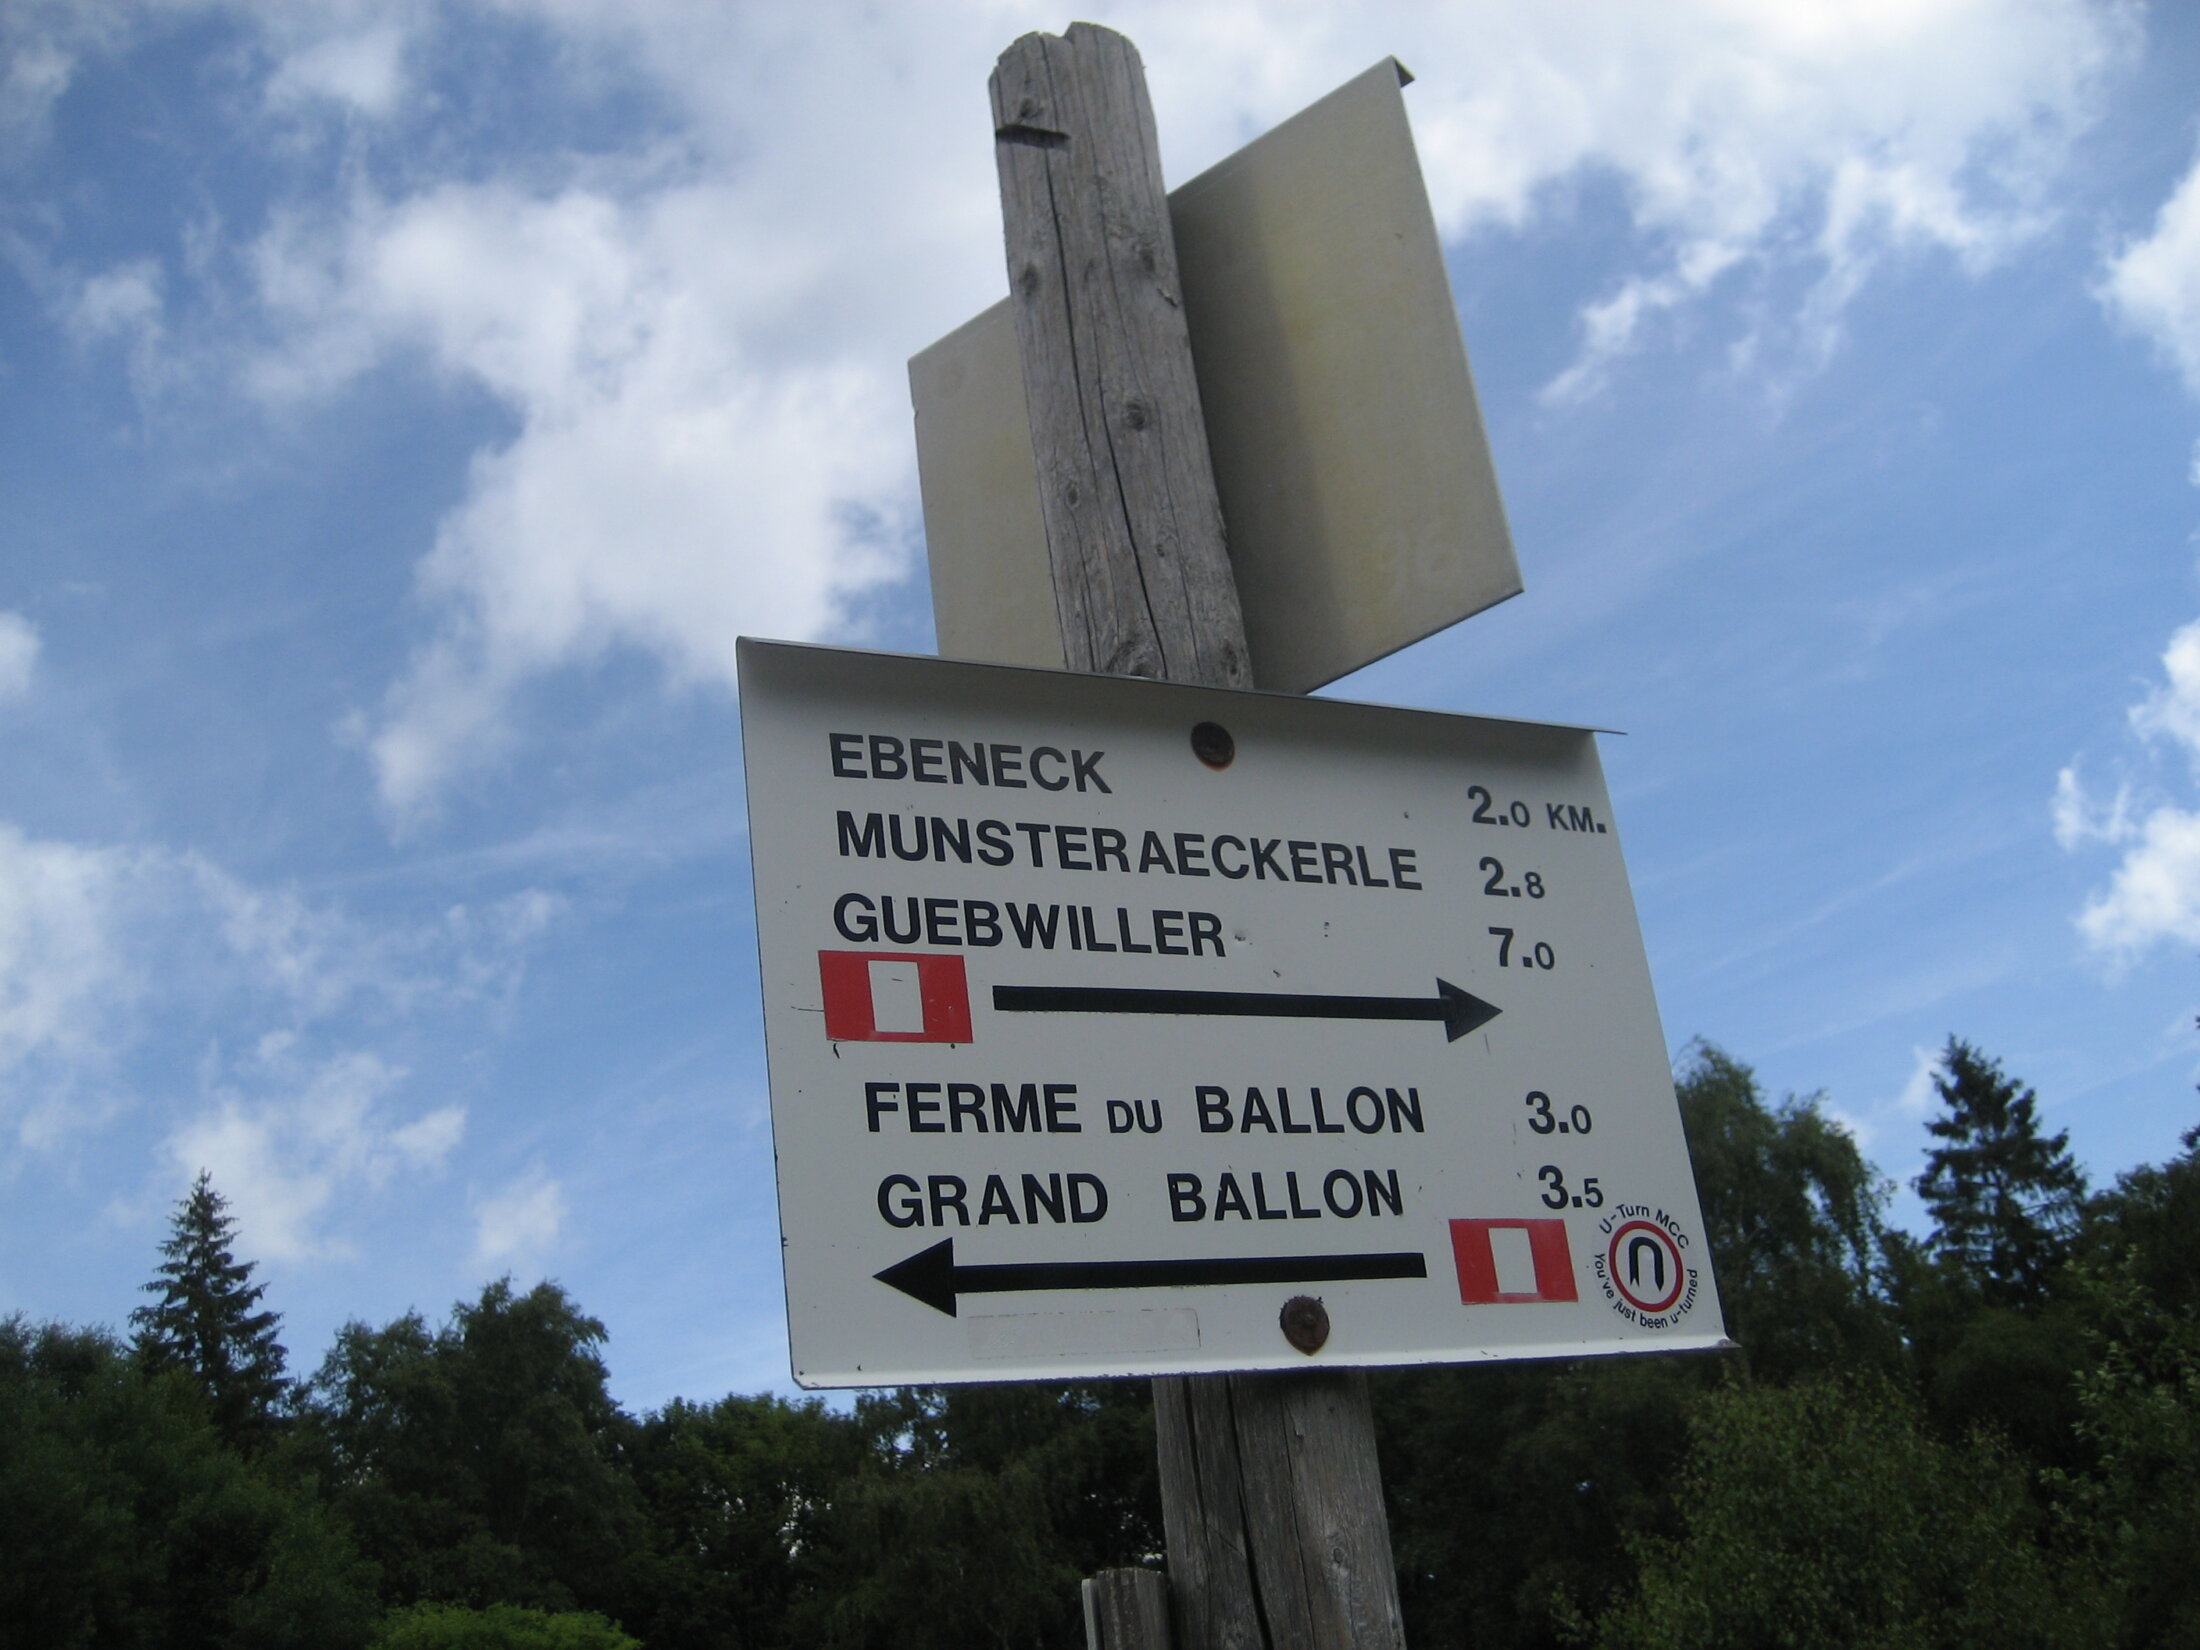 EBENECK 2.0 KM.
MUNSTERAECKERLE 2.8
GUEBWILLER 7.0
FERME DU BALLON 3.0
GRAND BALLON 3.5
U-Turn MCC
You've just been u-turned